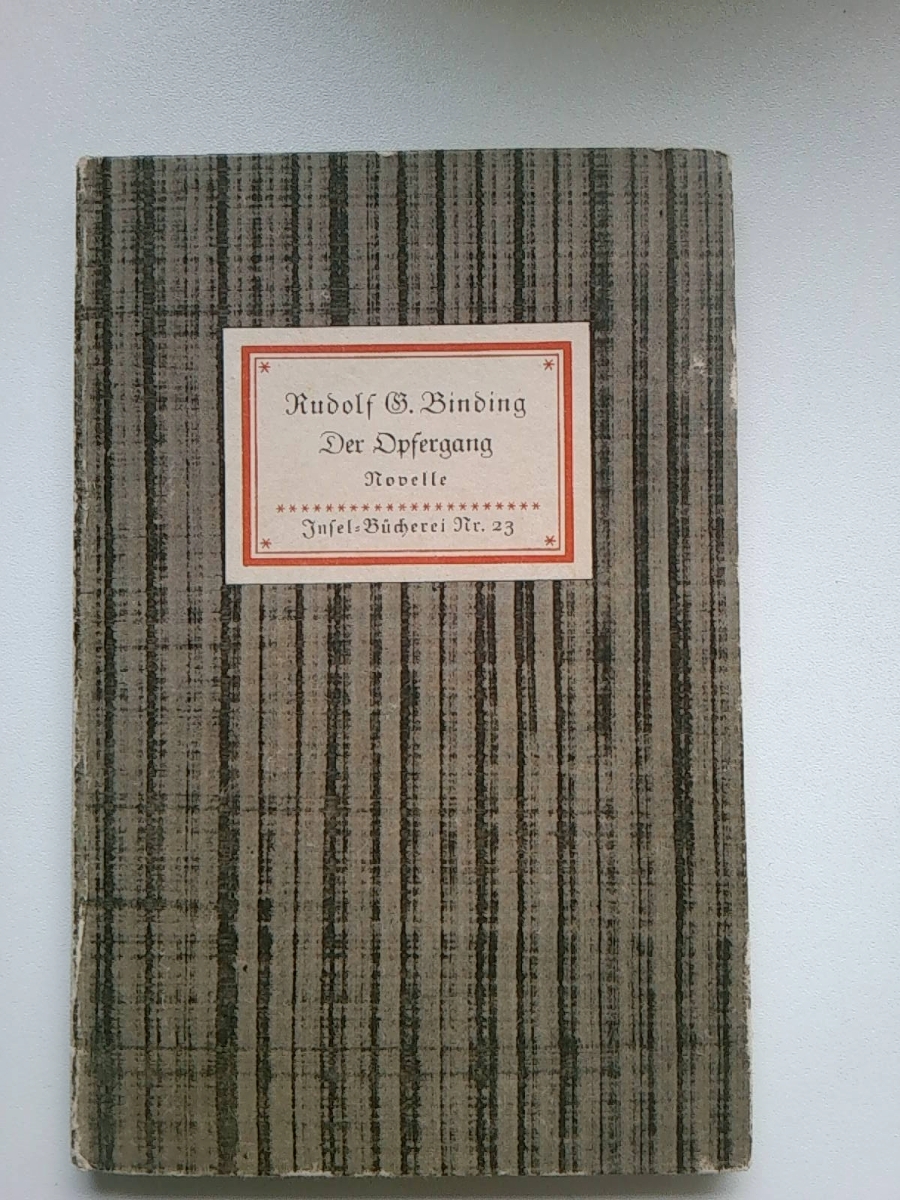 Rudolf G. Binding
Der Opfergang
Novelle
Insel-Bücherei Nr. 23